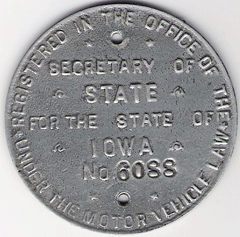 REGISTERED IN THE OFFICE OF THE
SECRETARY OF
STATE
FOR THE STATE OF
IOWA
No 6088
UNDER THE MOTOR VEHICLE LAW